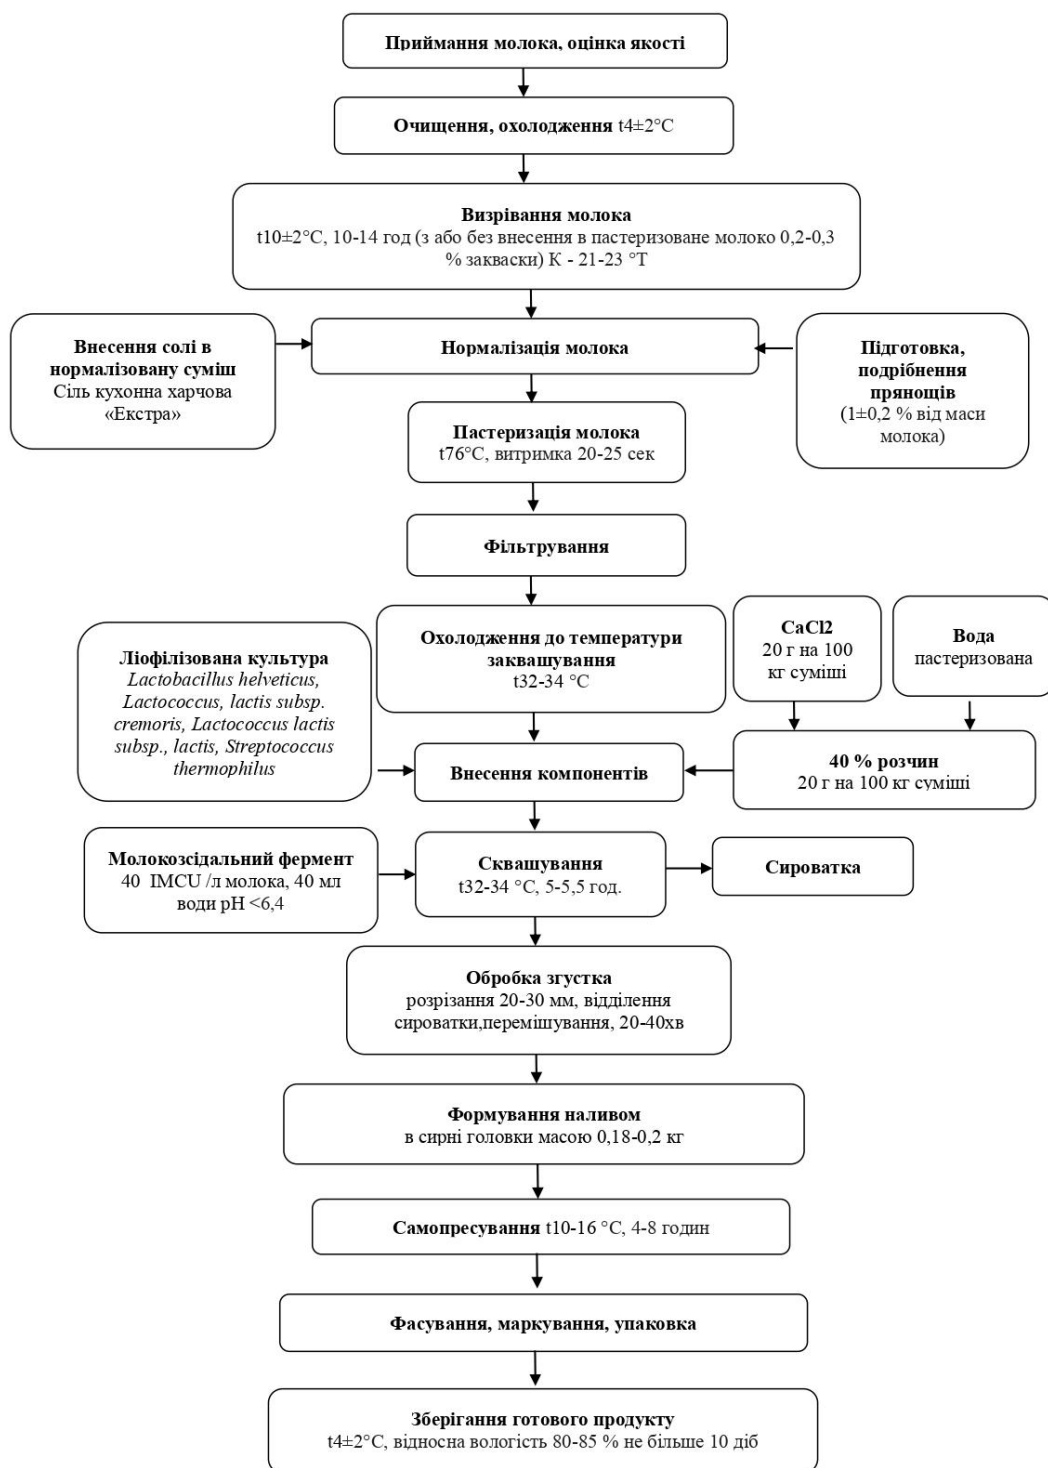 Приймання молока, оцінка якості
Очищення, охолодження t4±2°C
Визрівання молока
t10±2°C, 10-14 год (з або без внесення в пастеризоване молоко 0,2-0,3
% закваски) К - 21-23 °Т
Внесення солі в
нормалізовану суміш
Сіль кухонна харчова
«Екстра»
Нормалізація молока
Підготовка,
подрібнення
прянощів
(1±0,2 % від маси
молока)
Пастеризація молока
t76°C, витримка 20-25 сек
Фільтрування
Охолодження до температури
заквашування
t32-34 °C
CaCl2
20 г на 100
кг суміші
Вода
пастеризована
Ліофілізована культура
Lactobacillus helveticus,
Lactococcus, lactis subsp.
cremoris, Lactococcus lactis
subsp., lactis, Streptococcus
thermophilus
Внесення компонентів
40 % розчин
20 г на 100 кг суміші
Молокозсідальний фермент
40 IMCU /л молока, 40 мл
води pH <6,4
Сквашування
t32-34 °C, 5-5,5 год.
Сироватка
Обробка згустка
розрізання 20-30 мм, відділення
сироватки,перемішування, 20-40хв
Формування наливом
в сирні головки масою 0,18-0,2 кг
Самопресування t10-16 °C, 4-8 годин
Фасування, маркування, упаковка
Зберігання готового продукту
t4±2°C, відносна вологість 80-85 % не більше 10 діб